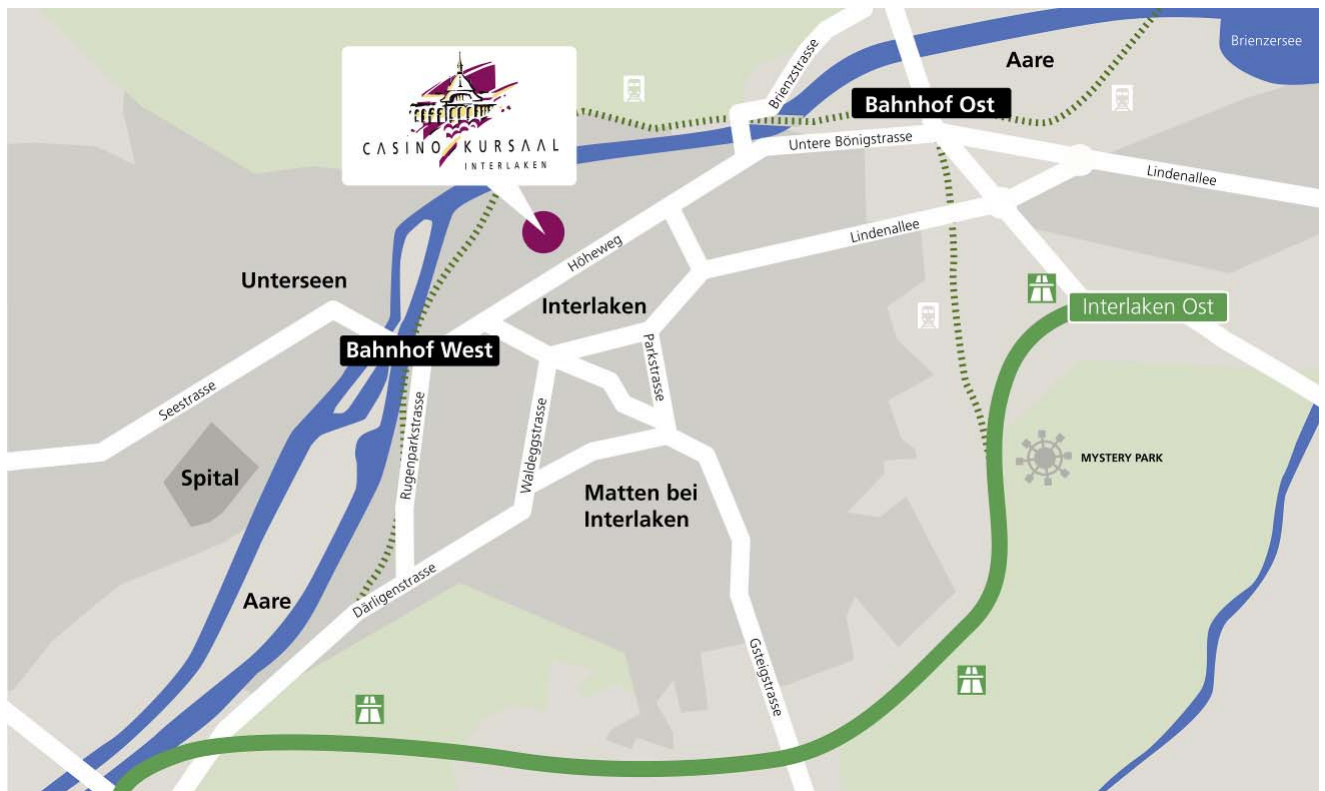 Brienzersee
Aare
Brienzstrasse
Bahnhof Ost
CASINO KURSAAL
INTERLAKEN
Untere Bönigstrasse
Lindenallee
Lindenallee
Höheweg
Unterseen
Interlaken
Interlaken Ost
Bahnhof West
Parkstrasse
Seestrasse
Rugenparkstrasse
Waldeggstrasse
MYSTERY PARK
Spital
Matten bei
Interlaken
Aare
Därligenstrasse
Gsteigstrasse